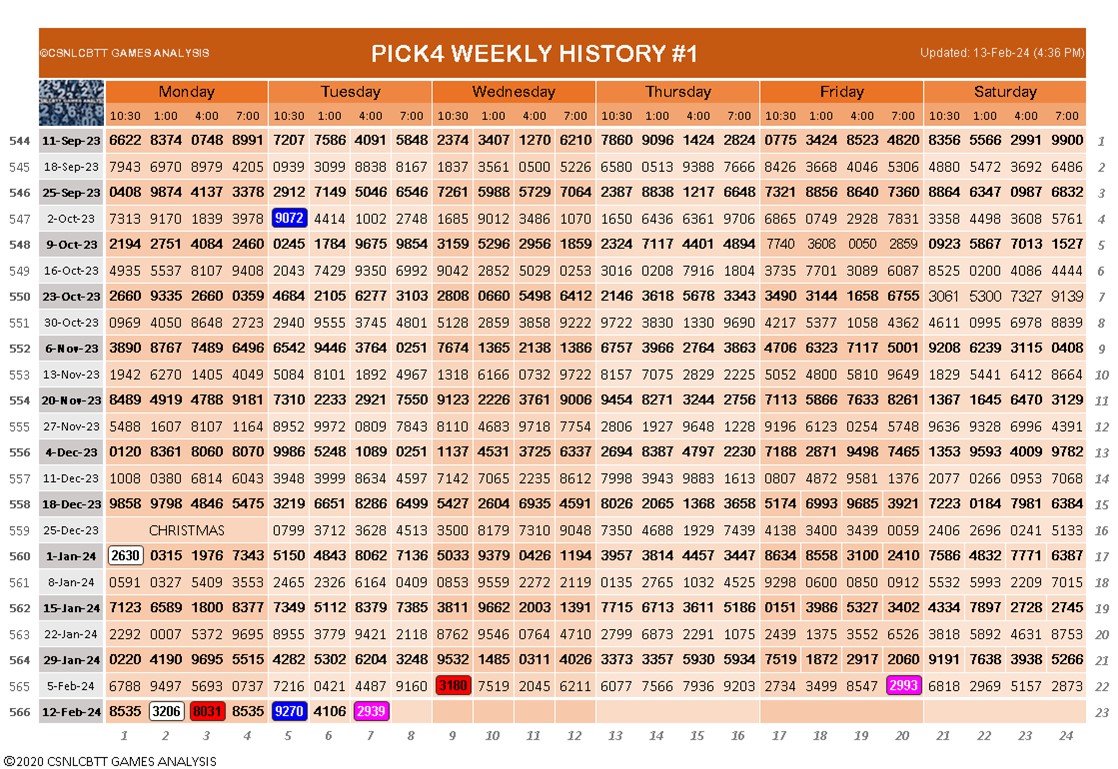 ©CSNLCBTT GAMES ANALYSIS PICK4 WEEKLY HISTORY #1 Updated: 13-Feb-24 (4:36 PM)
Monday Tuesday Wednesday Thursday Friday Saturday
10:30 1:00 4:00 7:00 10:30 1:00 4:00 7:00 10:30 1:00 4:00 7:00 10:30 1:00 4:00 7:00 10:30 1:00 4:00 7:00 10:30 1:00 4:00 7:00
544 11-Sep-23 6622 8374 0748 8991 7207 7586 4091 5848 2374 3407 1270 6210 7860 9096 1424 2824 0775 3424 8523 4820 8356 5566 2991 9900 1
545 18-Sep-23 7943 6970 8979 4205 0939 3099 8838 8167 1837 3561 0500 5226 6580 0513 9388 7666 8426 3668 4046 5306 4880 5472 3692 6486 2
546 25-Sep-23 0408 9874 4137 3378 2912 7149 5046 6546 7261 5988 5729 7064 2387 8838 1217 6648 7321 8856 8640 7360 8864 6347 0987 6832 3
547 2-Oct-23 7313 9170 1839 3978 9072 4414 1002 2748 1685 9012 3486 1070 1650 6436 6361 9706 6865 0749 2928 7831 3358 4498 3608 5761 4
548 9-Oct-23 2194 2751 4084 2460 0245 1784 9675 9854 3159 5296 2956 1859 2324 7117 4401 4894 7740 3608 0050 2859 0923 5867 7013 1527 5
549 16-Oct-23 4935 5537 8107 9408 2043 7429 9350 6992 9042 2852 5029 0253 3016 0208 7916 1804 3735 7701 3089 6087 8525 0200 4086 4444 6
550 23-Oct-23 2660 9335 2660 0359 4684 2105 6277 3103 2808 0660 5498 6412 2146 3618 5678 3343 3490 3144 1658 6755 3061 5300 7327 9139 7
551 30-Oct-23 0969 4050 8648 2723 2940 9555 3745 4801 5128 2859 3858 9222 9722 3830 1330 9690 4217 5377 1058 4362 4611 0995 6978 8839 8
552 6-Nov-23 3890 8767 7489 6496 6542 9446 3764 0251 7674 1365 2138 1386 6757 3966 2764 3863 4706 6323 7117 5001 9208 6239 3115 0408 9
553 13-Nov-23 1942 6270 1405 4049 5084 8101 1892 4967 1318 6166 0732 9722 8157 7075 2829 2225 5052 4800 5810 9649 1829 5441 6412 8664 10
554 20-Nov-23 8489 4919 4788 9181 7310 2233 2921 7550 9123 2226 3761 9006 9454 8271 3244 2756 7113 5866 7633 8261 1367 1645 6470 3129 11
555 27-Nov-23 5488 1607 8107 1164 8952 9972 0809 7843 8110 4683 9718 7754 2806 1927 9648 1228 9196 6123 0254 5748 9636 9328 6996 4391 12
556 4-Dec-23 0120 8361 8060 8070 9986 5248 1089 0251 1137 4531 3725 6337 2694 8387 4797 2230 7188 2871 9498 7465 1353 9593 4009 9782 13
557 11-Dec-23 1008 0380 6814 6043 3948 3999 8634 4597 7142 7065 2235 8612 7998 3943 9883 1613 0807 4872 9581 1376 2077 0266 0953 7068 14
558 18-Dec-23 9858 9798 4846 5475 3219 6651 8286 6499 5427 2604 6935 4591 8026 2065 1368 3658 5174 6993 9685 3921 7223 0184 7981 6384 15
559 25-Dec-23 CHRISTMAS 0799 3712 3628 4513 3500 8179 7310 9048 7350 4688 1929 7439 4138 3400 3439 0059 2406 2696 0241 5133 16
560 1-Jan-24 2630 0315 1976 7343 5150 4843 8062 7136 5033 9379 0426 1194 3957 3814 4457 3447 8634 8558 3100 2410 7586 4832 7771 6387 17
561 8-Jan-24 0591 0327 5409 3553 2465 2326 6164 0409 0853 9559 2272 2119 0135 2765 1032 4525 9298 0600 0850 0912 5532 5993 2209 7015 18
562 15-Jan-24 7123 6589 1800 8377 7349 5112 8379 7385 3811 9662 2003 1391 7715 6713 3611 5186 0151 3986 5327 3402 4334 7897 2728 2745 19
563 22-Jan-24 2292 0007 5372 9695 8955 3779 9421 2118 8762 9546 0764 4710 2799 6873 2291 1075 2439 1375 3552 6526 3818 5892 4631 8753 20
564 29-Jan-24 0220 4190 9695 5515 4282 5302 6204 3248 9532 1485 0311 4026 3373 3357 5930 5934 7519 1872 2917 2060 9191 7638 3938 5266 21
565 5-Feb-24 6788 9497 5693 0737 7216 0421 4487 9160 3180 7519 2045 6211 6077 7566 7936 9203 2734 3499 8547 2993 6818 2969 5157 2873 22
566 12-Feb-24 8535 3206 8031 8535 9270 4106 2939 23
1 2 3 4 5 6 7 8 9 10 11 12 13 14 15 16 17 18 19 20 21 22 23 24
©2020 CSNLCBTT GAMES ANALYSIS